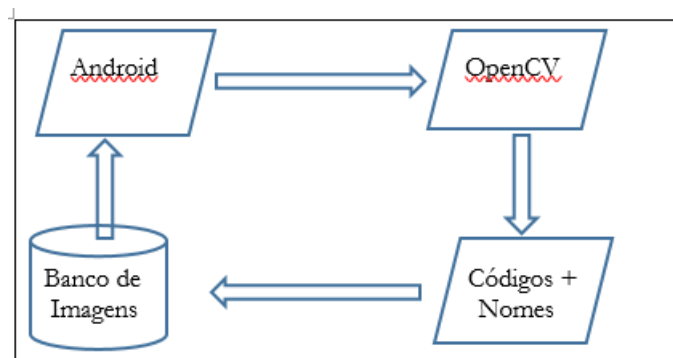 Android
OpenCV
Banco de
Imagens
Códigos +
Nomes